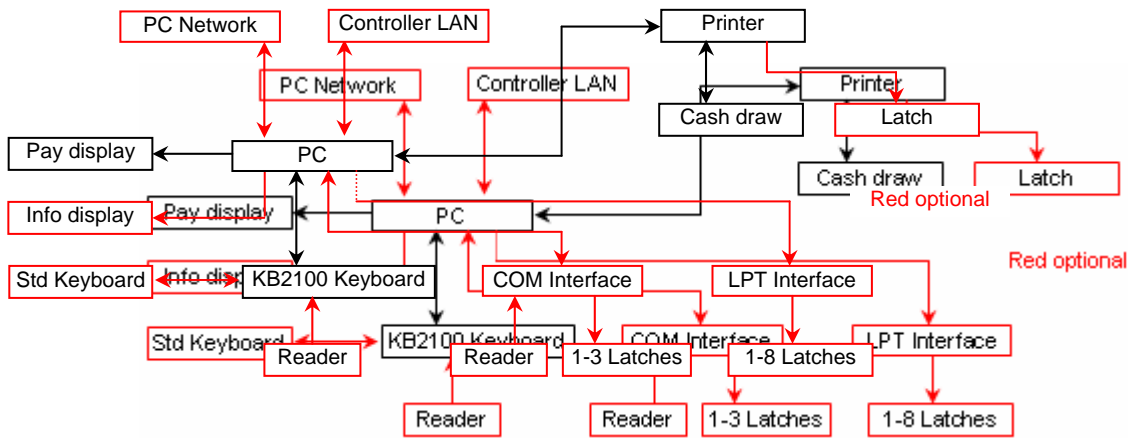 PC Network
Controller LAN
Printer
PC Network
Controller LAN
Printer
Cash draw
Latch
Pay display
PC
Cash draw
Latch
Red optional
Info display
Pay display
PC
Red optional
Std Keyboard
Info disp
KB2100 Keyboard
COM Interface
LPT Interface
Std Keyboard
KB2100 Keyboard
COM Interface
LPT Interface
Reader
Reader
1-3 Latches
1-8 Latches
Reader
Reader
1-3 Latches
1-8 Latches